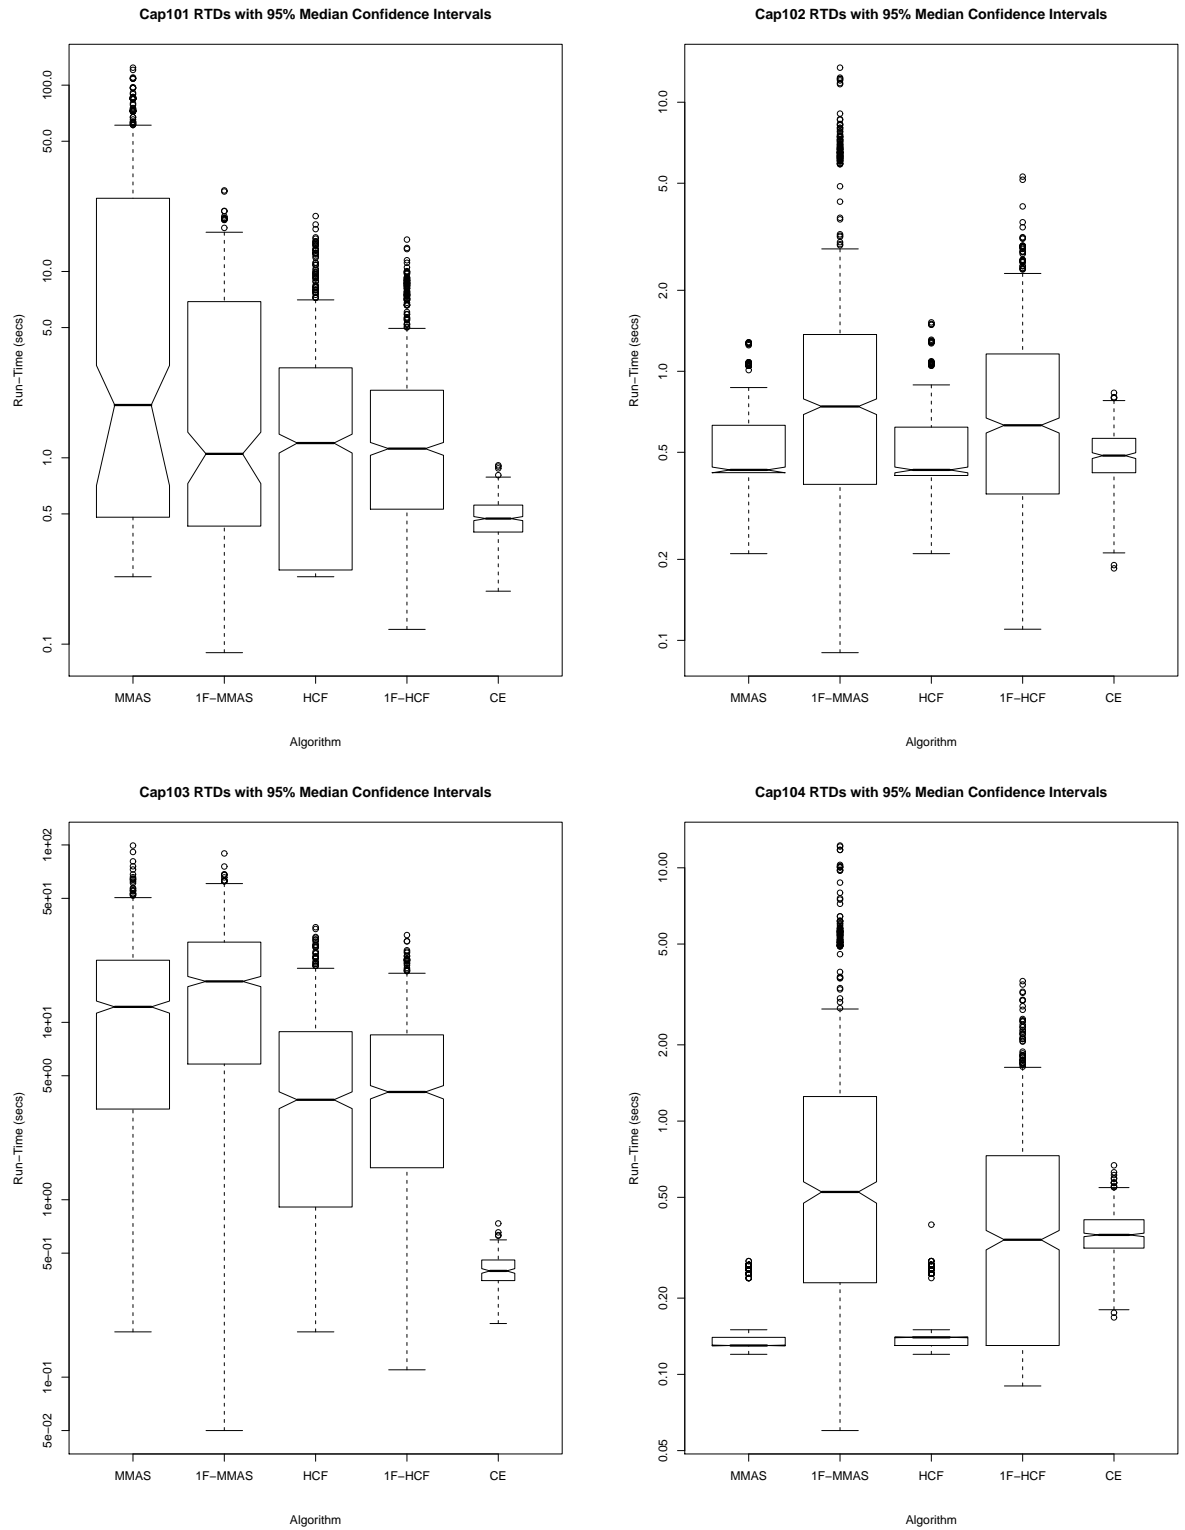 Cap101 RTDs with 95% Median Confidence Intervals
Run−Time (secs)
100.0
50.0
10.0
5.0
1.0
0.5
0.1
MMAS 1F−MMAS HCF 1F−HCF CE
Algorithm
Cap102 RTDs with 95% Median Confidence Intervals
Run−Time (secs)
10.0
5.0
2.0
1.0
0.5
0.2
0.1
MMAS 1F−MMAS HCF 1F−HCF CE
Algorithm
Cap103 RTDs with 95% Median Confidence Intervals
Run−Time (secs)
1e+02
5e+01
1e+01
5e+00
1e+00
5e−01
1e−01
5e−02
MMAS 1F−MMAS HCF 1F−HCF CE
Algorithm
Cap104 RTDs with 95% Median Confidence Intervals
Run−Time (secs)
10.00
5.00
2.00
1.00
0.50
0.20
0.10
0.05
MMAS 1F−MMAS HCF 1F−HCF CE
Algorithm